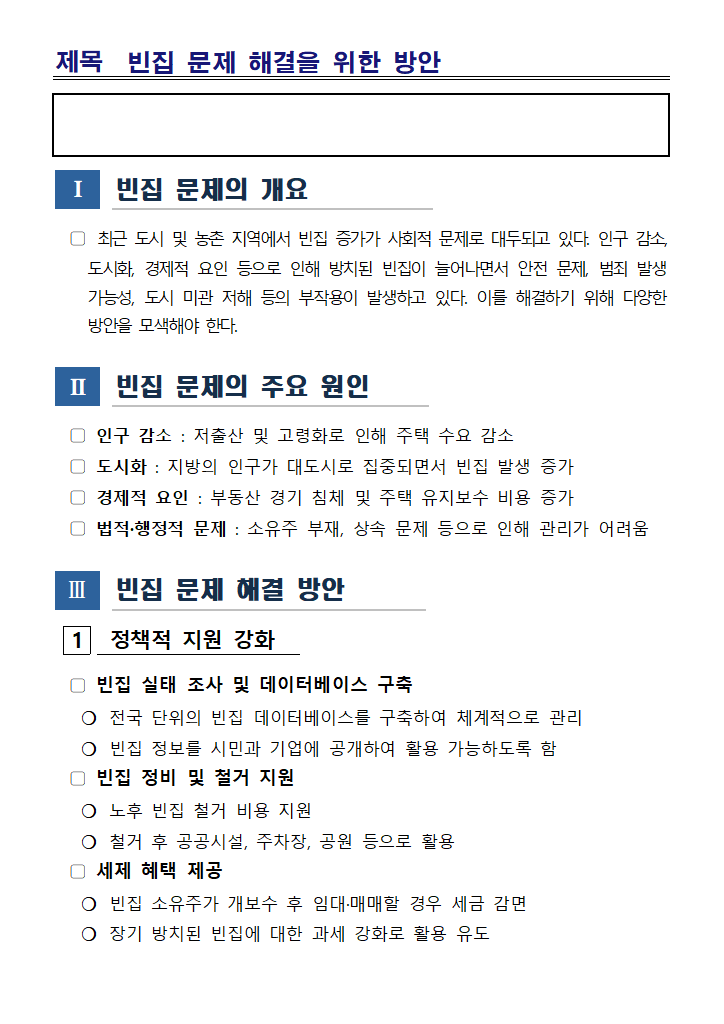 제목 빈집 문제 해결을 위한 방안
Ⅰ 빈집 문제의 개요
□ 최근 도시 및 농촌 지역에서 빈집 증가가 사회적 문제로 대두되고 있다. 인구 감소,
도시화, 경제적 요인 등으로 인해 방치된 빈집이 늘어나면서 안전 문제, 범죄 발생
가능성, 도시 미관 저해 등의 부작용이 발생하고 있다. 이를 해결하기 위해 다양한
방안을 모색해야 한다.
Ⅱ 빈집 문제의 주요 원인
□ 인구 감소 : 저출산 및 고령화로 인해 주택 수요 감소
□ 도시화 : 지방의 인구가 대도시로 집중되면서 빈집 발생 증가
□ 경제적 요인 : 부동산 경기 침체 및 주택 유지보수 비용 증가
□ 법적·행정적 문제 : 소유주 부재, 상속 문제 등으로 인해 관리가 어려움
Ⅲ 빈집 문제 해결 방안
1 정책적 지원 강화
□ 빈집 실태 조사 및 데이터베이스 구축
❍ 전국 단위의 빈집 데이터베이스를 구축하여 체계적으로 관리
❍ 빈집 정보를 시민과 기업에 공개하여 활용 가능하도록 함
□ 빈집 정비 및 철거 지원
❍ 노후 빈집 철거 비용 지원
❍ 철거 후 공공시설, 주차장, 공원 등으로 활용
□ 세제 혜택 제공
❍ 빈집 소유주가 개보수 후 임대·매매할 경우 세금 감면
❍ 장기 방치된 빈집에 대한 과세 강화로 활용 유도